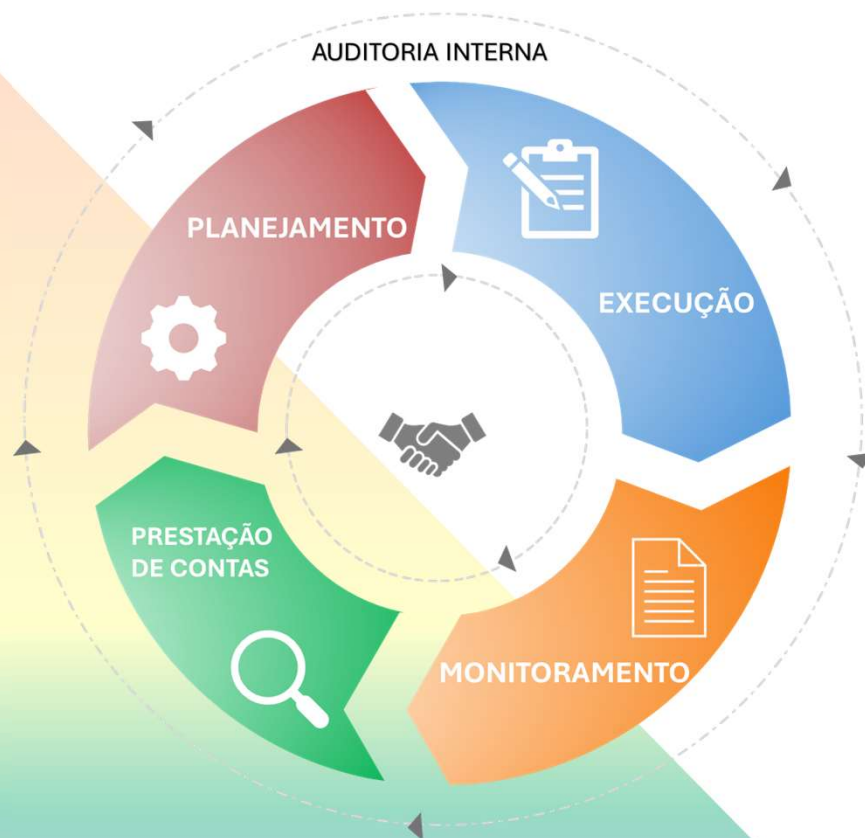 AUDITORIA INTERNA
PLANEJAMENTO
EXECUÇÃO
PRESTAÇÃO
DE CONTAS
MONITORAMENTO